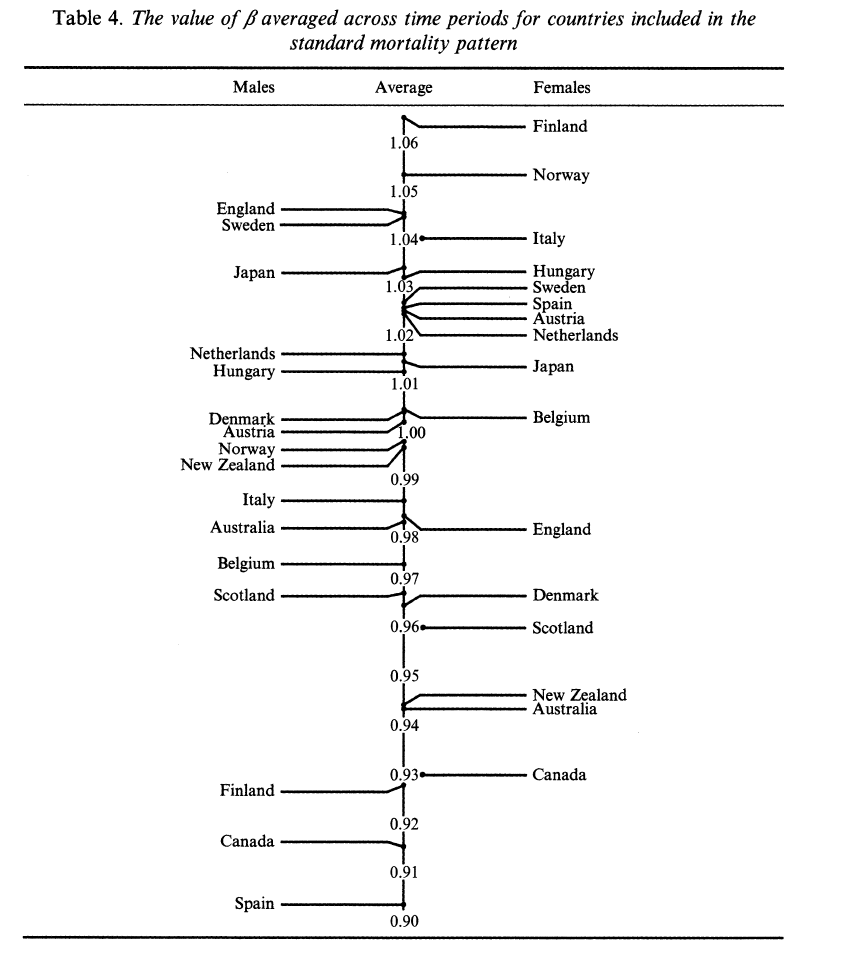 Table 4. The value of β averaged across time periods for countries included in the
standard mortality pattern
Males Average Females
Finland
1.06
Norway
1.05
England
Sweden
1.04 Italy
Japan Hungary
1.03 Sweden
Spain
Austria
1.02 Netherlands
Netherlands
Hungary Japan
1.01
Denmark Belgium
Austria 1.00
Norway
New Zealand
0.99
Italy
Australia England
0.98
Belgium
0.97
Scotland Denmark
0.96 Scotland
0.95
New Zealand
Australia
0.94
0.93 Canada
Finland
0.92
Canada
0.91
Spain
0.90